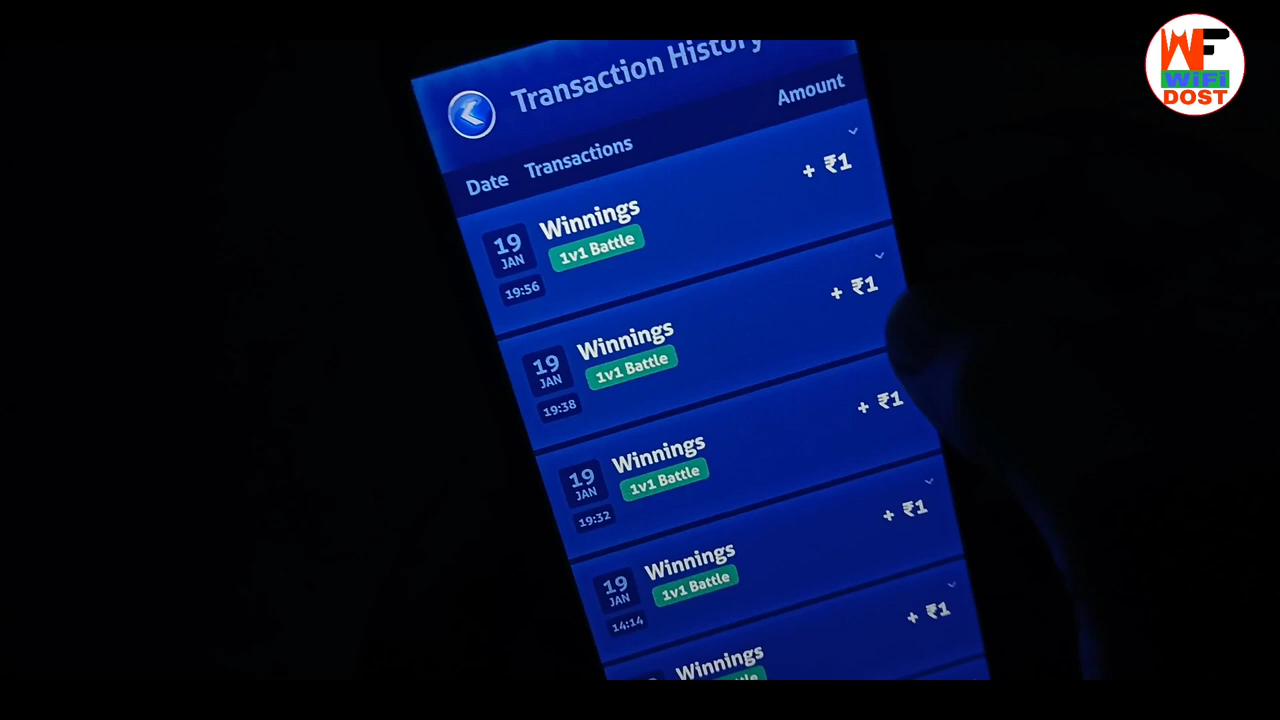 WF
WiFi
DOST
Transaction History
Date Transactions Amount
19 JAN 19:56 Winnings 1v1 Battle + ₹1
19 JAN 19:38 Winnings 1v1 Battle + ₹1
19 JAN 19:32 Winnings 1v1 Battle + ₹1
19 JAN 14:14 Winnings 1v1 Battle + ₹1
Winnings Battle + ₹1